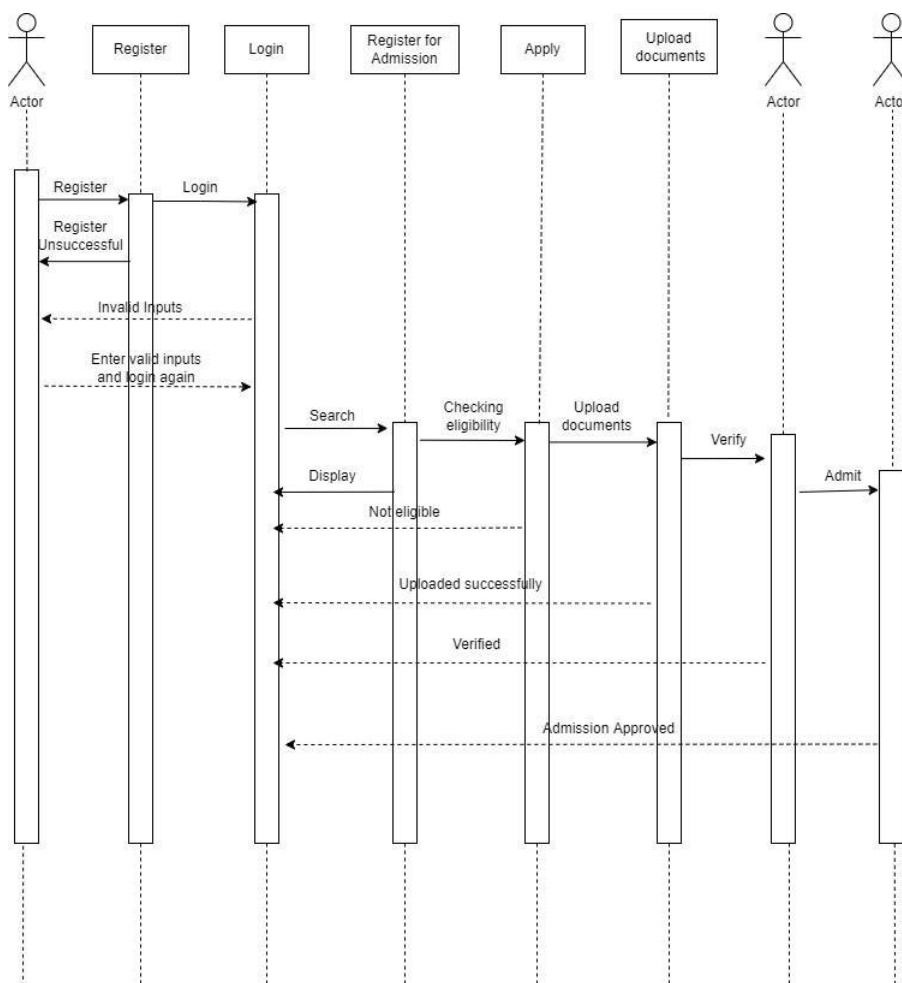 Register
Login
Register for
Admission
Apply
Upload
documents
Actor
Actor
Acto
Register
Login
Register
Unsuccessful
Invalid Inputs
Enter valid inputs
and login again
Search
Checking
eligibility
Upload
documents
Verify
Display
Admit
Not eligible
Uploaded successfully
Verified
Admission Approved